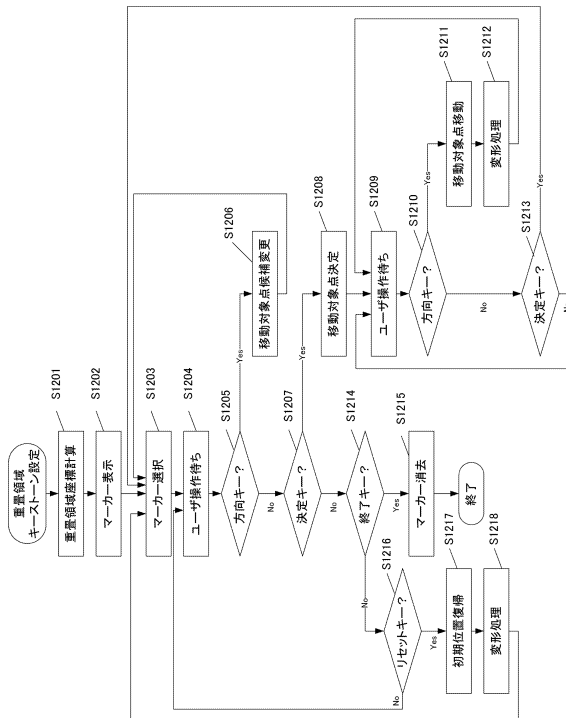 重畳領域
キーストーン設定
S1201
重畳領域座標計算
S1202
マーカー表示
S1203
マーカー選択
S1204
ユーザ操作待ち
S1205
方向キー？
Yes
No
S1206
移動対象点候補変更
S1207
決定キー？
Yes
No
S1208
移動対象点決定
S1209
ユーザ操作待ち
S1210
方向キー？
Yes
No
S1211
移動対象点移動
S1212
変形処理
S1213
決定キー？
Yes
No
S1214
終了キー？
Yes
No
S1215
マーカー消去
終了
S1216
リセットキー？
Yes
No
S1217
初期位置復帰
S1218
変形処理